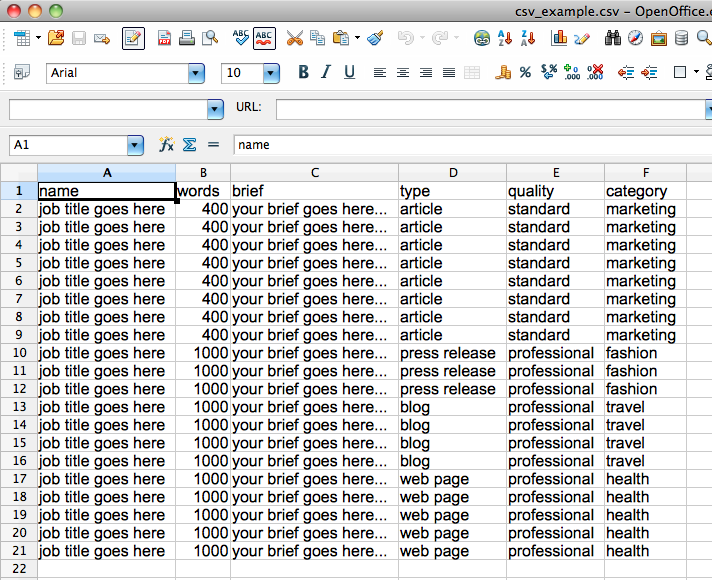 csv_example.csv – OpenOffice.
ABC ABC
Arial 10 B I U % $% .000 .000
URL:
A1 fx Σ = name
A B C D E F
1 name words brief type quality category
2 job title goes here 400 your brief goes here... article standard marketing
3 job title goes here 400 your brief goes here... article standard marketing
4 job title goes here 400 your brief goes here... article standard marketing
5 job title goes here 400 your brief goes here... article standard marketing
6 job title goes here 400 your brief goes here... article standard marketing
7 job title goes here 400 your brief goes here... article standard marketing
8 job title goes here 400 your brief goes here... article standard marketing
9 job title goes here 400 your brief goes here... article standard marketing
10 job title goes here 1000 your brief goes here... press release professional fashion
11 job title goes here 1000 your brief goes here... press release professional fashion
12 job title goes here 1000 your brief goes here... press release professional fashion
13 job title goes here 1000 your brief goes here... blog professional travel
14 job title goes here 1000 your brief goes here... blog professional travel
15 job title goes here 1000 your brief goes here... blog professional travel
16 job title goes here 1000 your brief goes here... blog professional travel
17 job title goes here 1000 your brief goes here... web page professional health
18 job title goes here 1000 your brief goes here... web page professional health
19 job title goes here 1000 your brief goes here... web page professional health
20 job title goes here 1000 your brief goes here... web page professional health
21 job title goes here 1000 your brief goes here... web page professional health
22